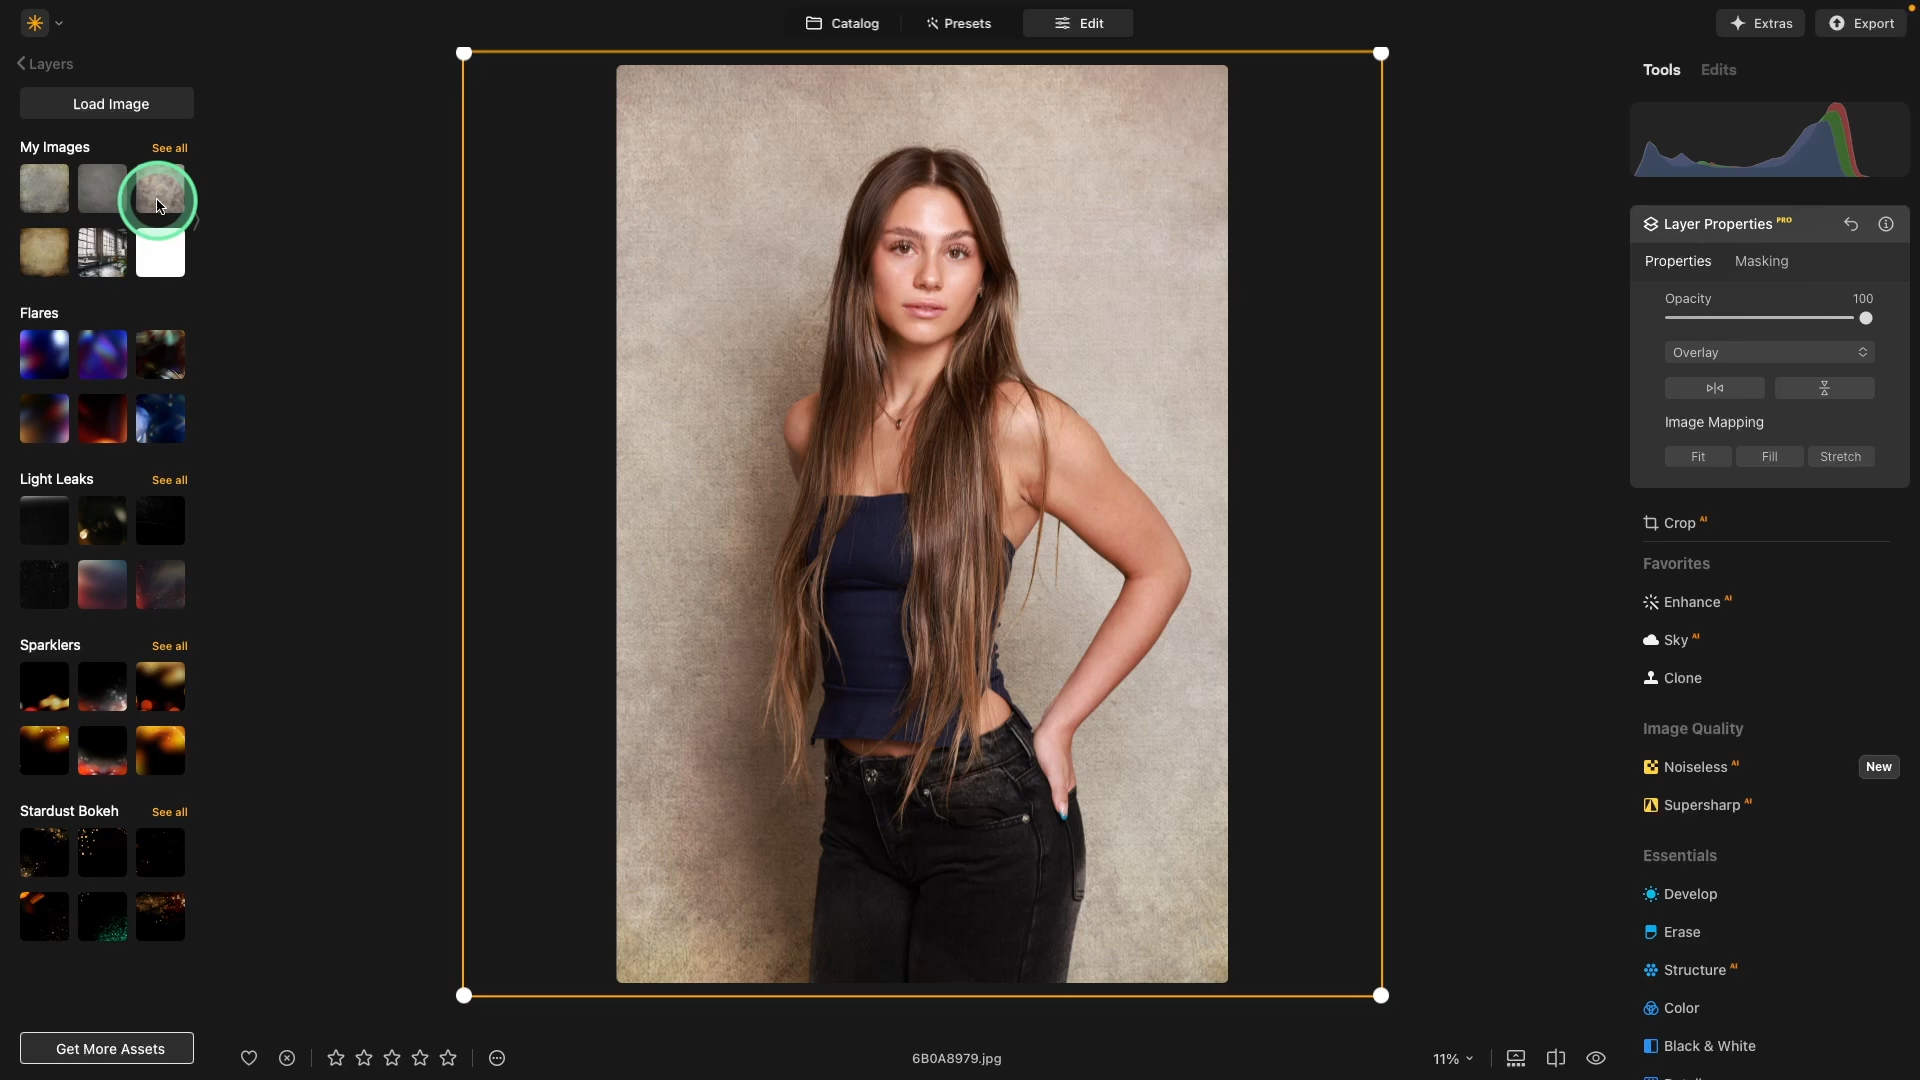 Catalog
Presets
Edit
Extras
Export
Layers
Load Image
My Images See all
Flares
Light Leaks See all
Sparklers See all
Stardust Bokeh See all
Get More Assets
6B0A8979.jpg
11%
Tools Edits
Layer Properties PRO
Properties Masking
Opacity 100
Overlay
Image Mapping
Fit Fill Stretch
Crop AI
Favorites
Enhance AI
Sky AI
Clone
Image Quality
Noiseless AI New
Supersharp AI
Essentials
Develop
Erase
Structure AI
Color
Black & White